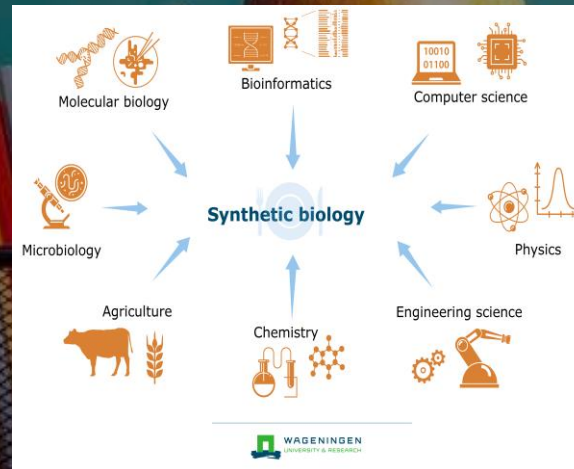 Bioinformatics
Molecular biology
Computer science
10010
01100
Synthetic biology
Microbiology
Physics
Agriculture
Chemistry
Engineering science
WAGENINGEN
UNIVERSITY & RESEARCH